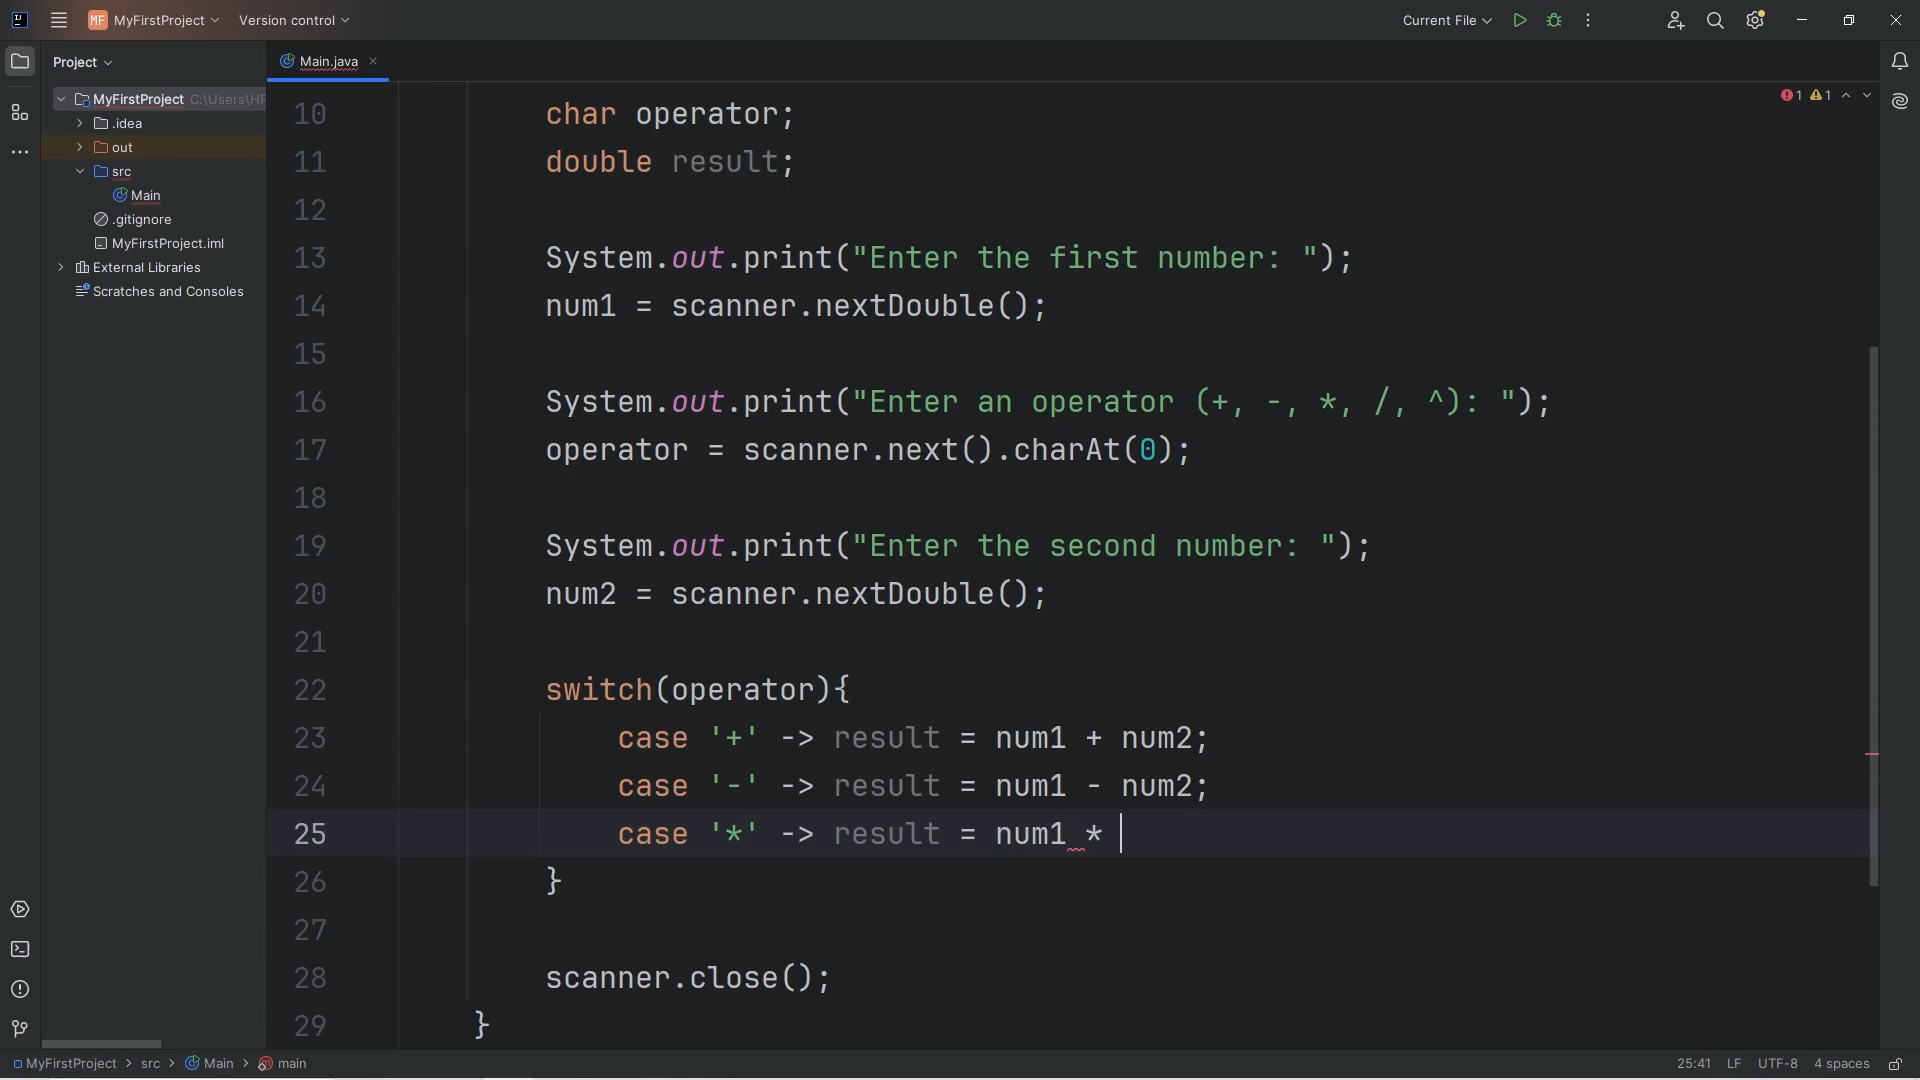 MF MyFirstProject Version control Current File
Project
Main.java
MyFirstProject C:\Users\HP
.idea
out
src
Main
.gitignore
MyFirstProject.iml
External Libraries
Scratches and Consoles
1 1
10 char operator;
11 double result;
12
13 System.out.print("Enter the first number: ");
14 num1 = scanner.nextDouble();
15
16 System.out.print("Enter an operator (+, -, *, /, ^): ");
17 operator = scanner.next().charAt(0);
18
19 System.out.print("Enter the second number: ");
20 num2 = scanner.nextDouble();
21
22 switch(operator){
23 case '+' -> result = num1 + num2;
24 case '-' -> result = num1 - num2;
25 case '*' -> result = num1 *
26 }
27
28 scanner.close();
29 }
MyFirstProject > src > Main > main 25:41 LF UTF-8 4 spaces